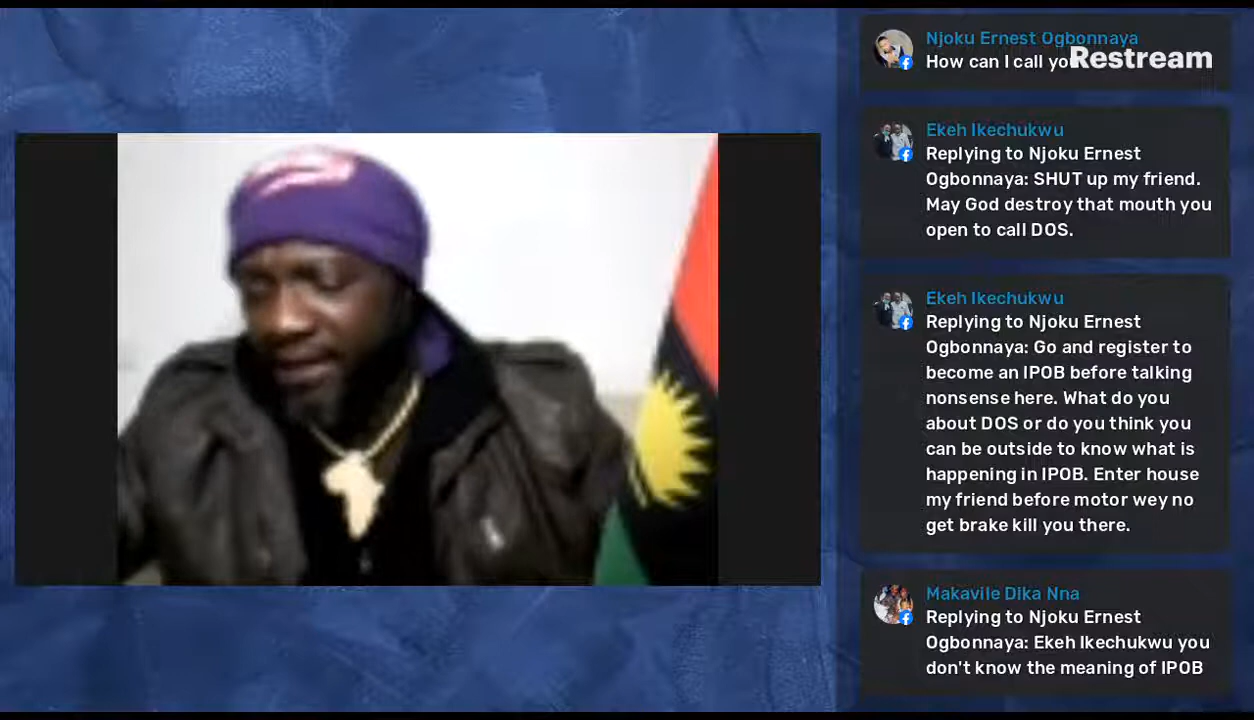 Njoku Ernest Ogbonnaya
How can I call yo
Restream
Ekeh Ikechukwu
Replying to Njoku Ernest
Ogbonnaya: SHUT up my friend.
May God destroy that mouth you
open to call DOS.
Ekeh Ikechukwu
Replying to Njoku Ernest
Ogbonnaya: Go and register to
become an IPOB before talking
nonsense here. What do you
about DOS or do you think you
can be outside to know what is
happening in IPOB. Enter house
my friend before motor wey no
get brake kill you there.
Makavile Dika Nna
Replying to Njoku Ernest
Ogbonnaya: Ekeh Ikechukwu you
don't know the meaning of IPOB